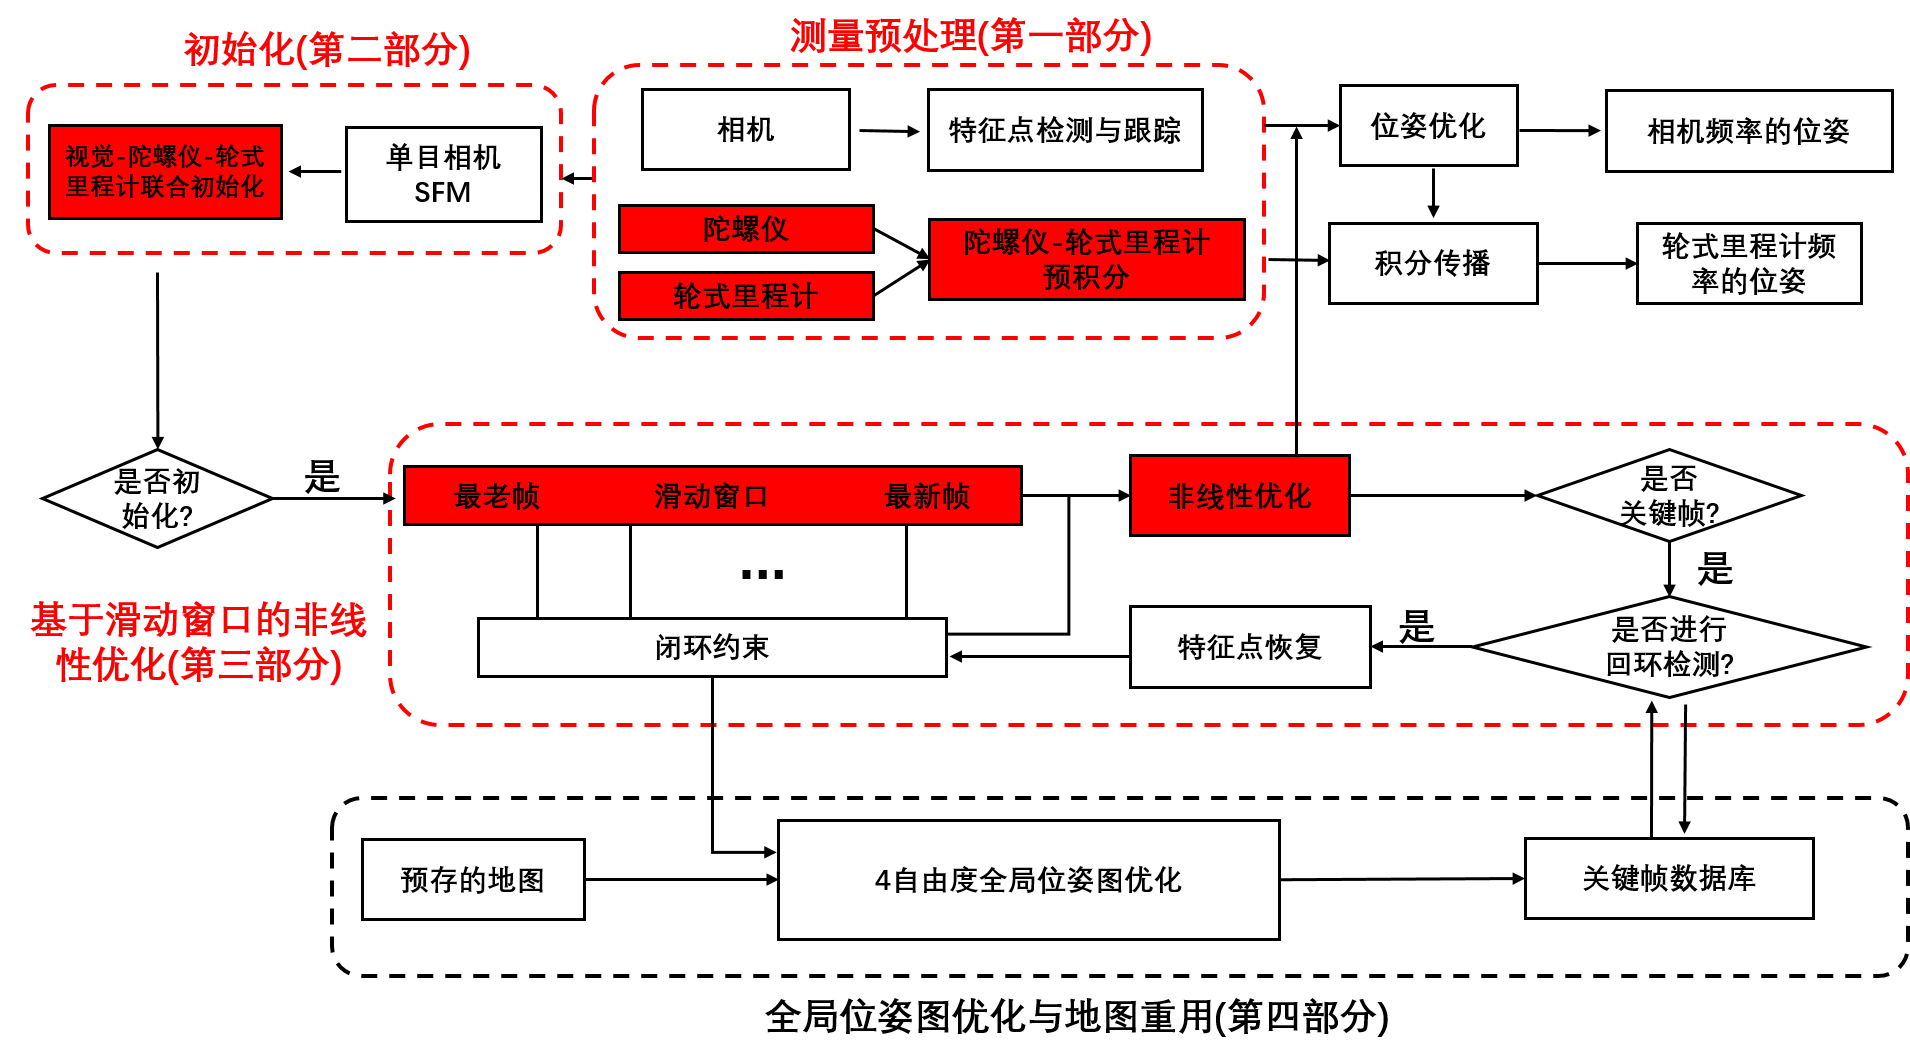 初始化(第二部分)
测量预处理(第一部分)
视觉-陀螺仪-轮式
里程计联合初始化
单目相机
SFM
相机
特征点检测与跟踪
陀螺仪
轮式里程计
陀螺仪-轮式里程计
预积分
位姿优化
相机频率的位姿
积分传播
轮式里程计频
率的位姿
是否初
始化?
是
最老帧
滑动窗口
最新帧
...
闭环约束
非线性优化
是否
关键帧?
是
是否进行
回环检测?
是
特征点恢复
基于滑动窗口的非线
性优化(第三部分)
预存的地图
4自由度全局位姿图优化
关键帧数据库
全局位姿图优化与地图重用(第四部分)